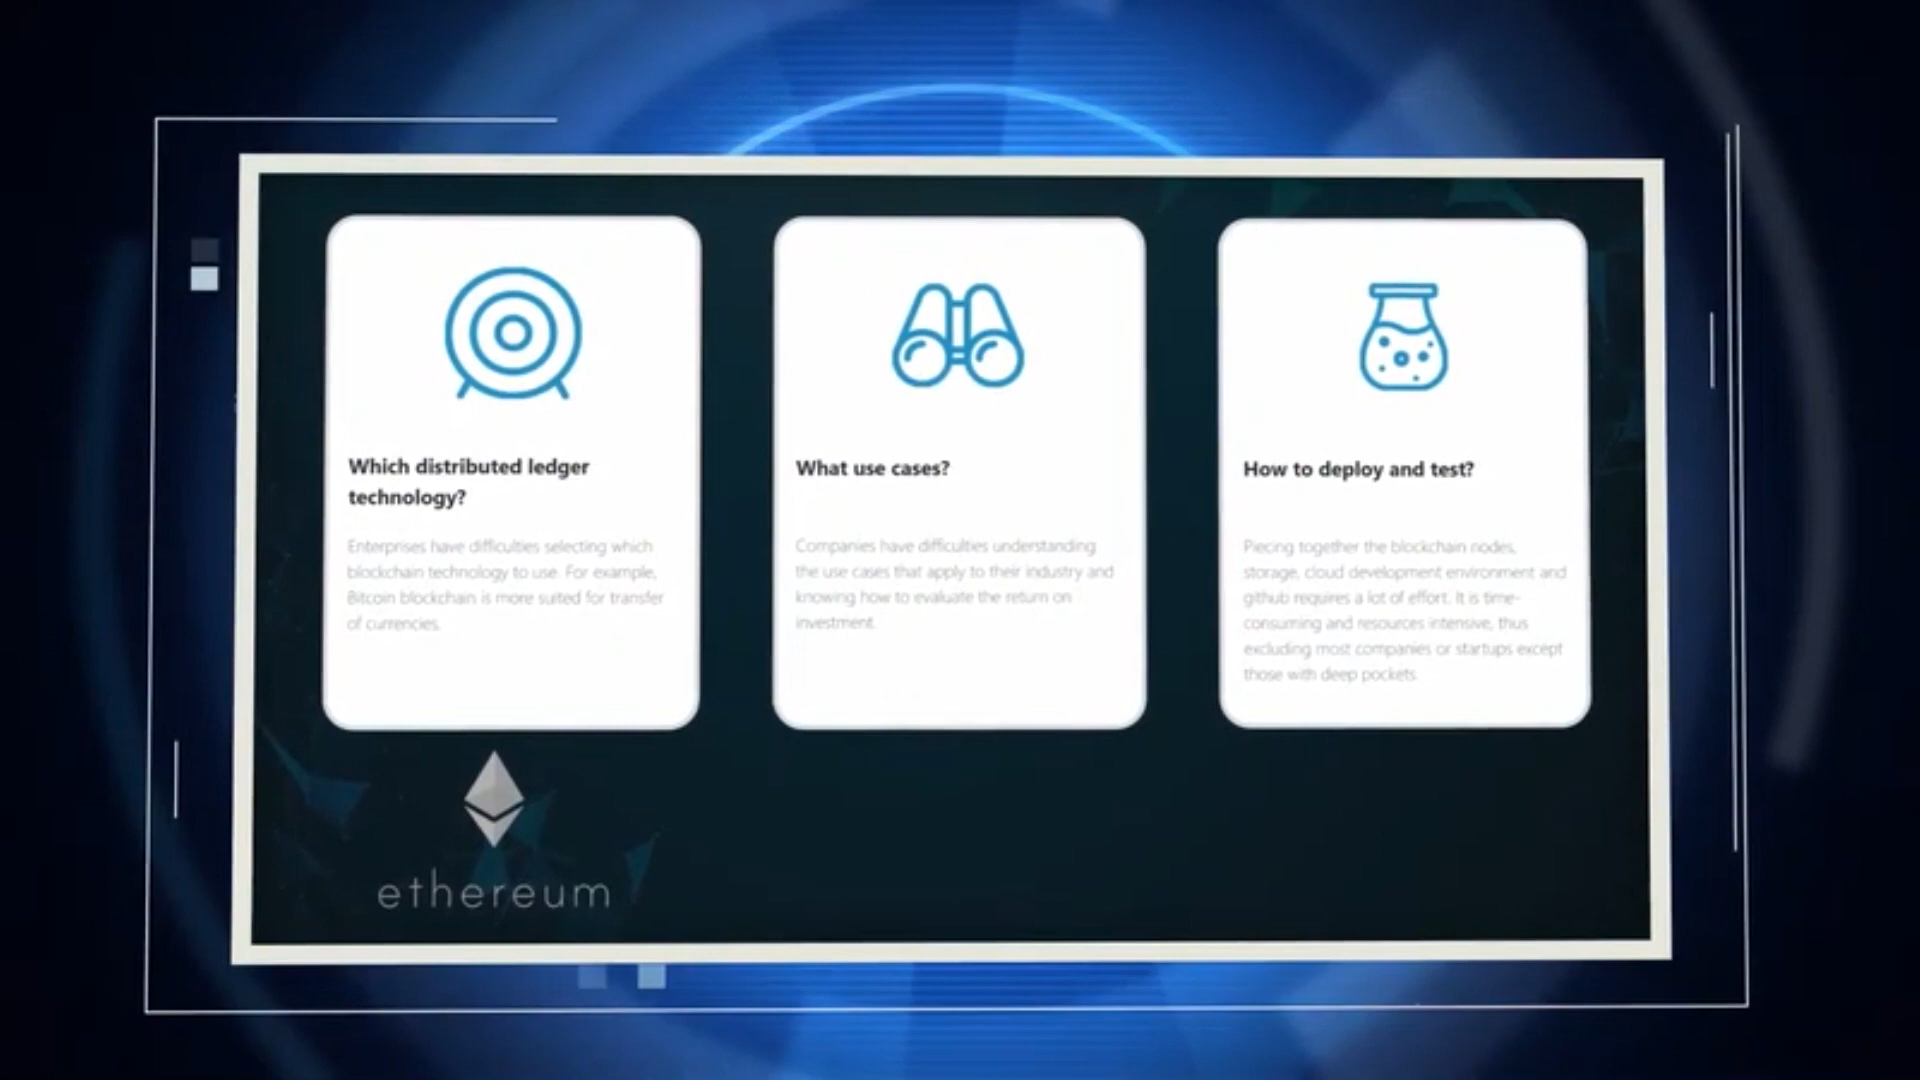 Which distributed ledger
technology?
Enterprises have difficulties selecting which
blockchain technology to use. For example,
Bitcoin blockchain is more suited for transfer
of currencies.
What use cases?
Companies have difficulties understanding
the use cases that apply to their industry and
knowing how to evaluate the return on
investment.
How to deploy and test?
Piecing together the blockchain nodes,
storage, cloud development environment and
github requires a lot of effort. It is time-
consuming and resources intensive, thus
excluding most companies or startups except
those with deep pockets.
ethereum